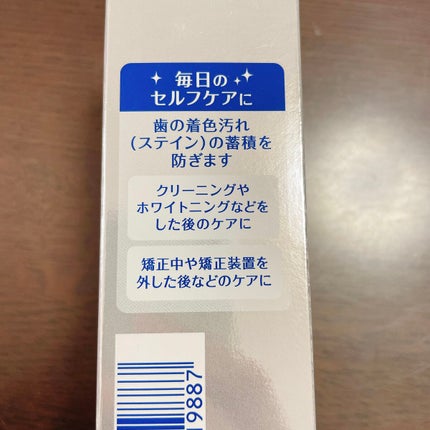 毎日の
セルフケアに
歯の着色汚れ
(ステイン)の蓄積を
防ぎます
クリーニングや
ホワイトニングなどを
した後のケアに
矯正中や矯正装置を
外した後などのケアに
19887